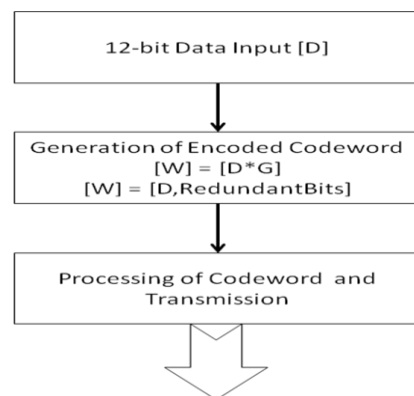 12-bit Data Input [D]
Generation of Encoded Codeword
[W] = [D*G]
[W] = [D,RedundantBits]
Processing of Codeword and
Transmission